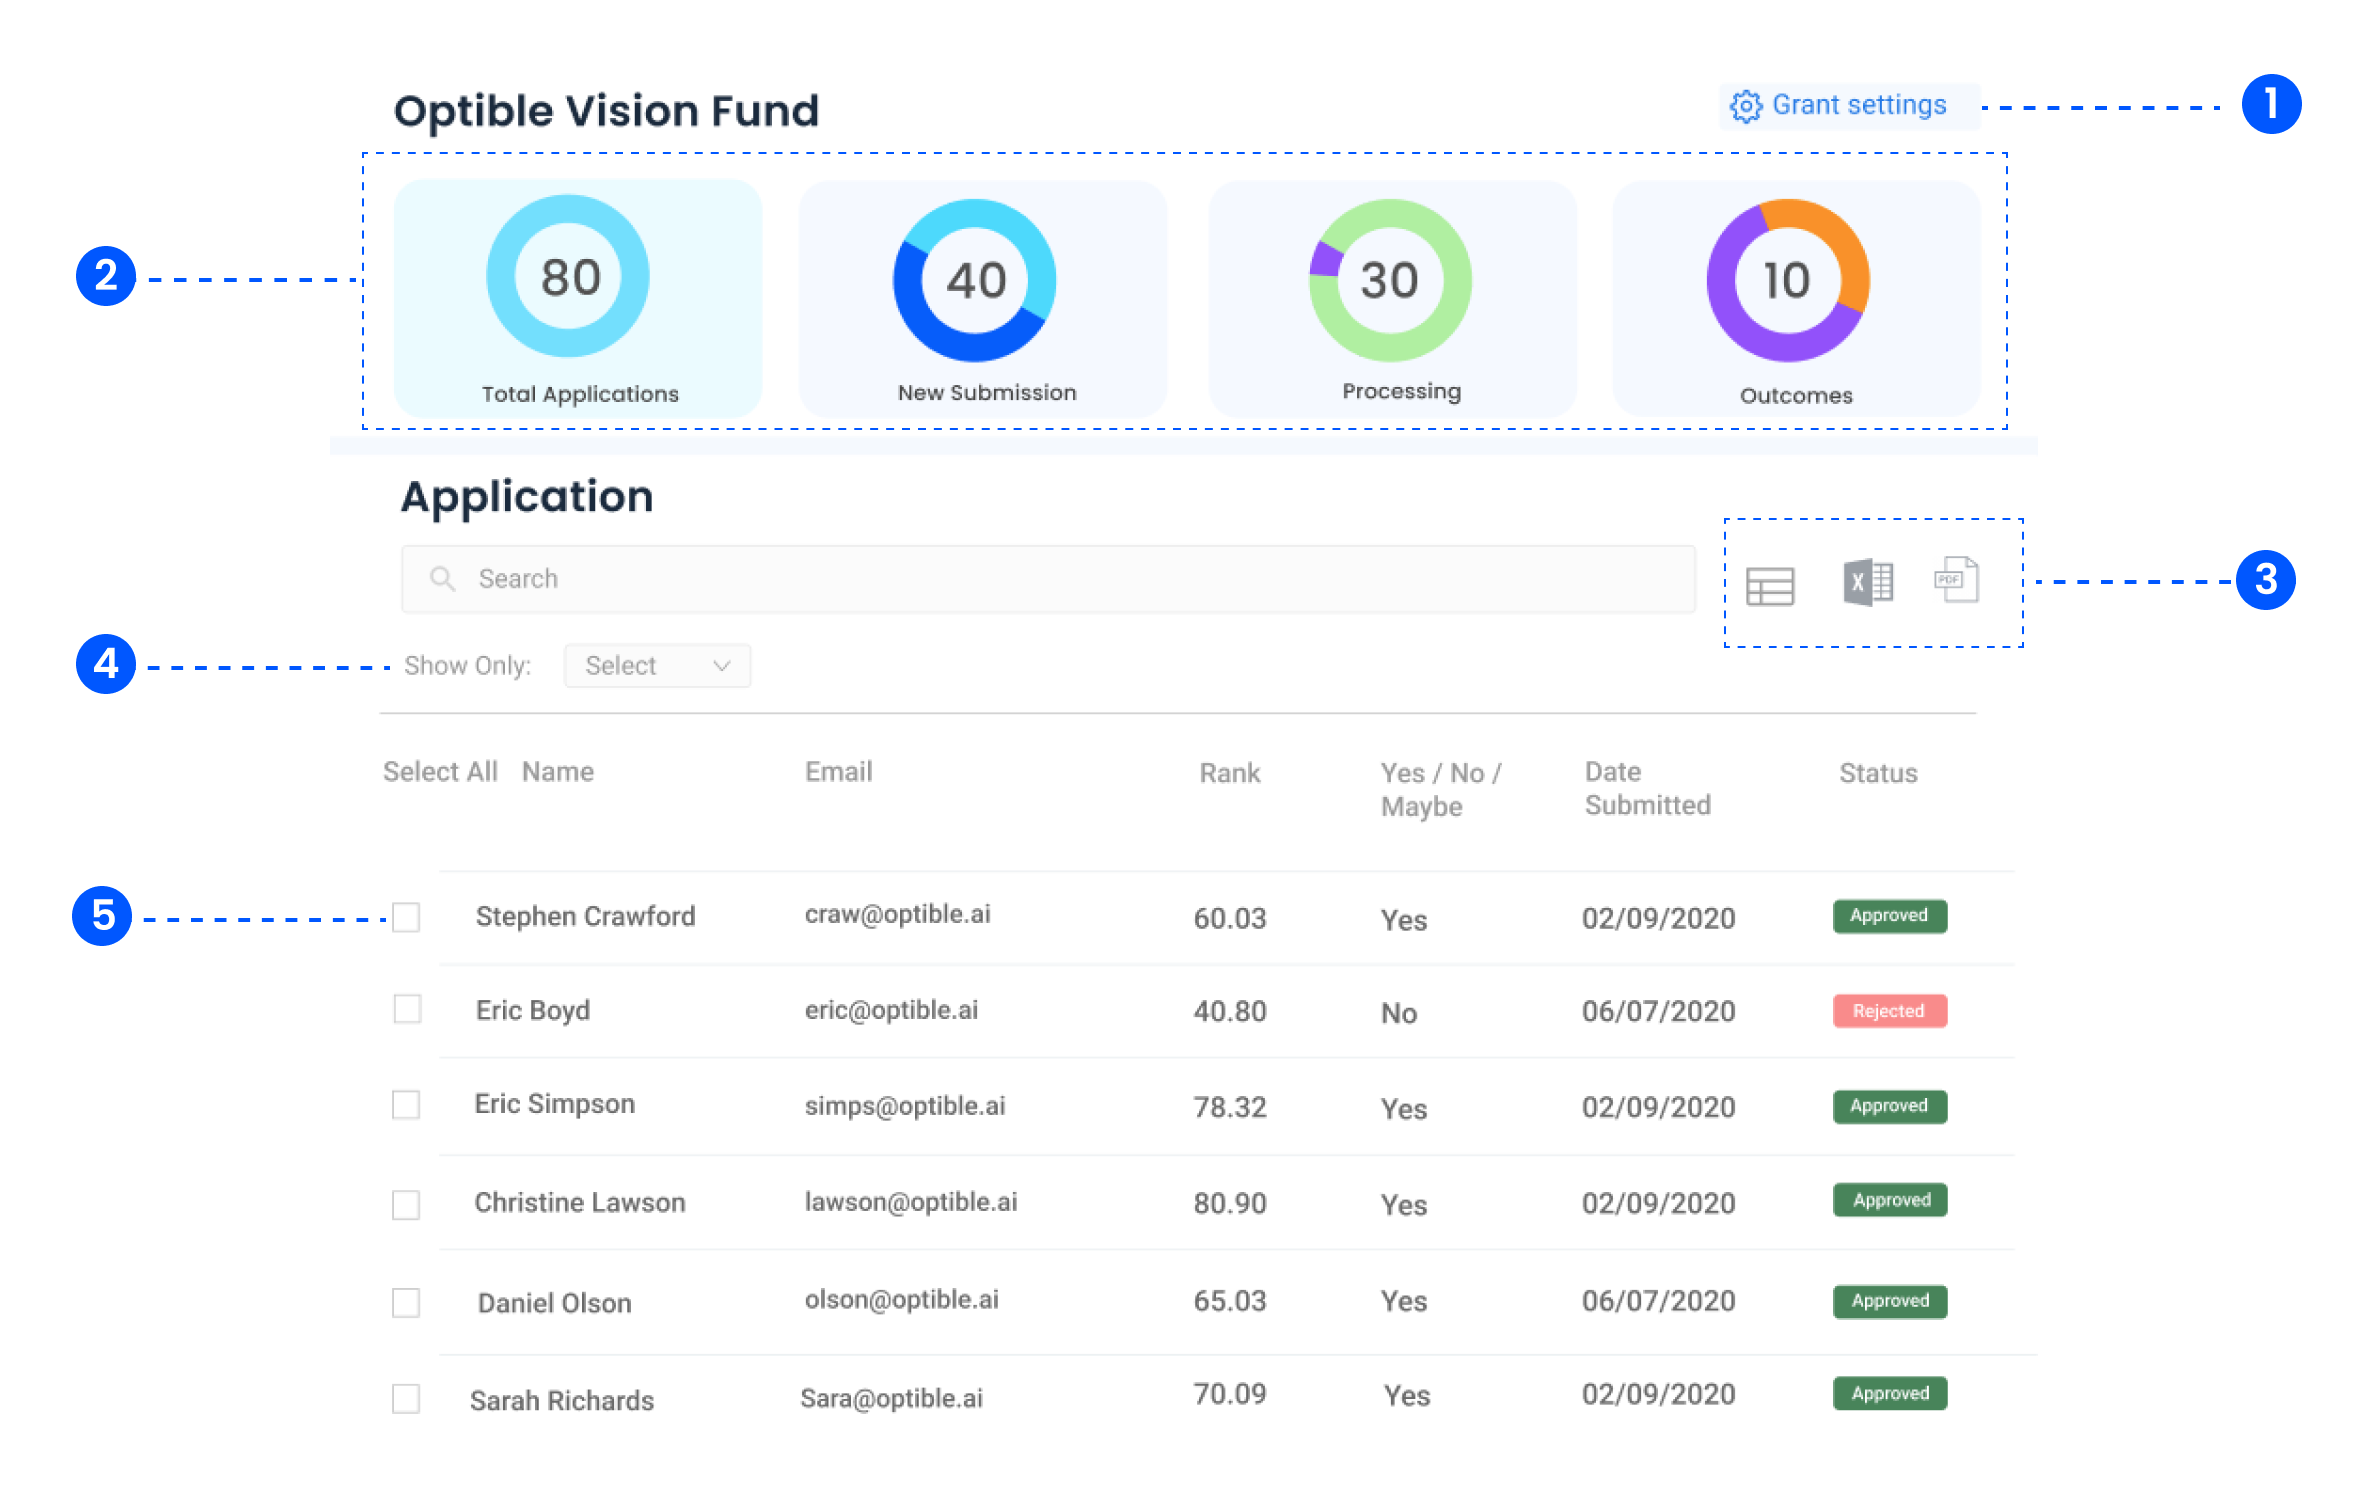 Optible Vision Fund
Grant settings
1
2
80
40
30
10
Total Applications
New Submission
Processing
Outcomes
Application
Search
X
PDF
3
4
Show Only:
Select
Select All Name Email Rank Yes / No / Maybe Date Submitted Status
5
Stephen Crawford craw@optible.ai 60.03 Yes 02/09/2020 Approved
Eric Boyd eric@optible.ai 40.80 No 06/07/2020 Rejected
Eric Simpson simps@optible.ai 78.32 Yes 02/09/2020 Approved
Christine Lawson lawson@optible.ai 80.90 Yes 02/09/2020 Approved
Daniel Olson olson@optible.ai 65.03 Yes 06/07/2020 Approved
Sarah Richards Sara@optible.ai 70.09 Yes 02/09/2020 Approved